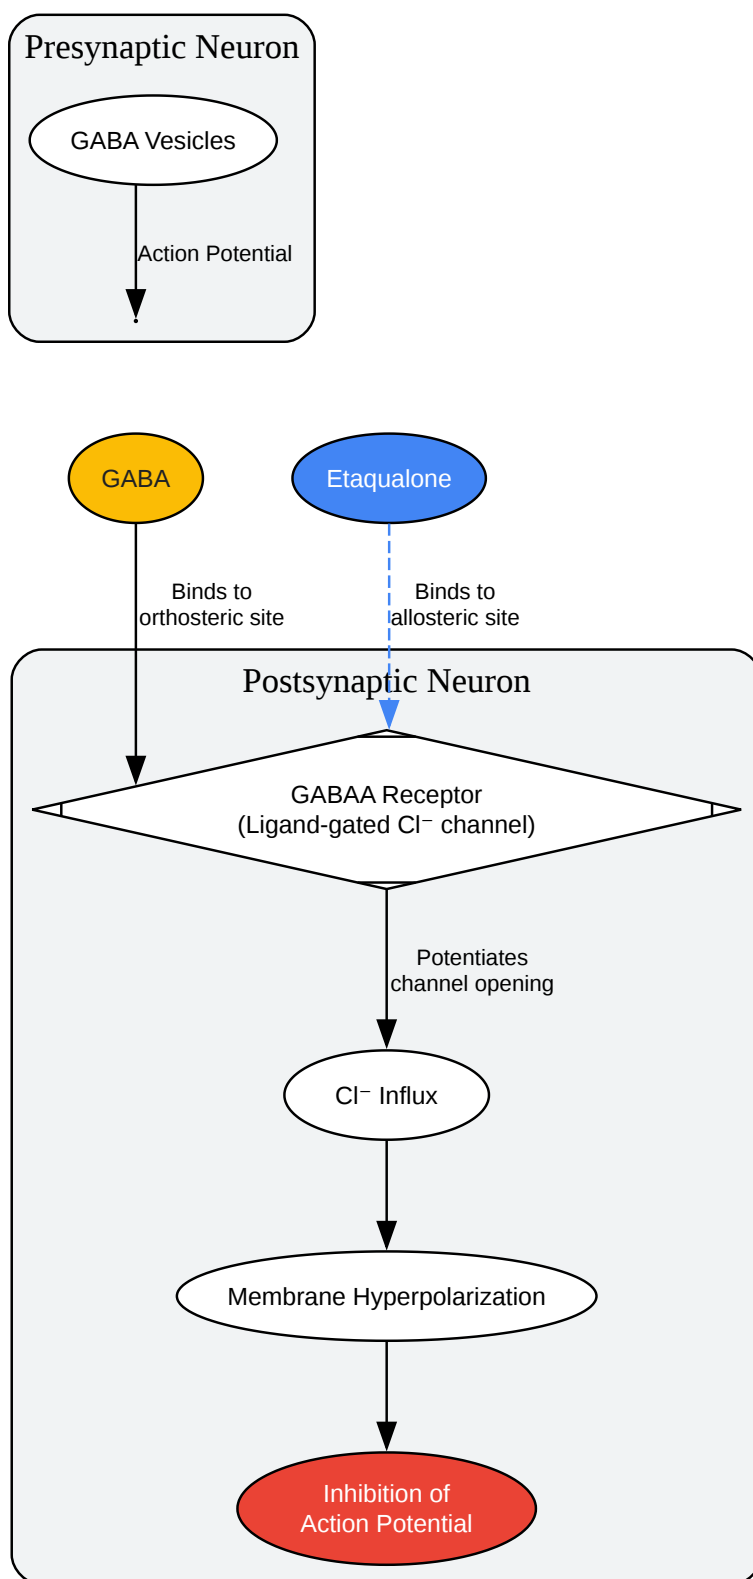 Presynaptic Neuron
GABA Vesicles
Action Potential
GABA
Etaqualone
Binds to
orthosteric site
Binds to
allosteric site
Postsynaptic Neuron
GABAA Receptor
(Ligand-gated Cl⁻ channel)
Potentiates
channel opening
Cl⁻ Influx
Membrane Hyperpolarization
Inhibition of
Action Potential